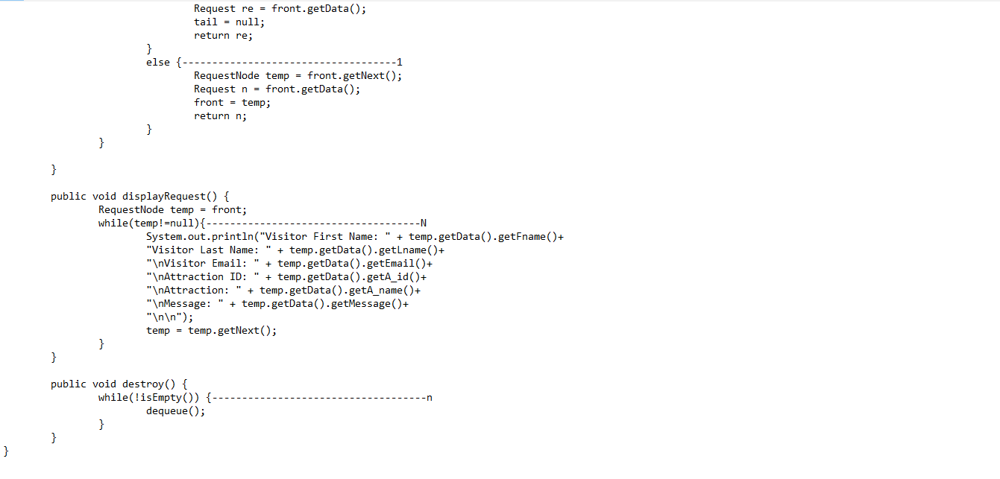 Request re = front.getData();
tail = null;
return re;
}
else {------------------------------------1
RequestNode temp = front.getNext();
Request n = front.getData();
front = temp;
return n;
}
}
}
public void displayRequest() {
RequestNode temp = front;
while(temp!=null){------------------------------------N
System.out.println("Visitor First Name: " + temp.getData().getFname()+
"Visitor Last Name: " + temp.getData().getLname()+
"\nVisitor Email: " + temp.getData().getEmail()+
"\nAttraction ID: " + temp.getData().getA_id()+
"\nAttraction: " + temp.getData().getA_name()+
"\nMessage: " + temp.getData().getMessage()+
"\n\n");
temp = temp.getNext();
}
}
public void destroy() {
while(!isEmpty()) {------------------------------------n
dequeue();
}
}
}